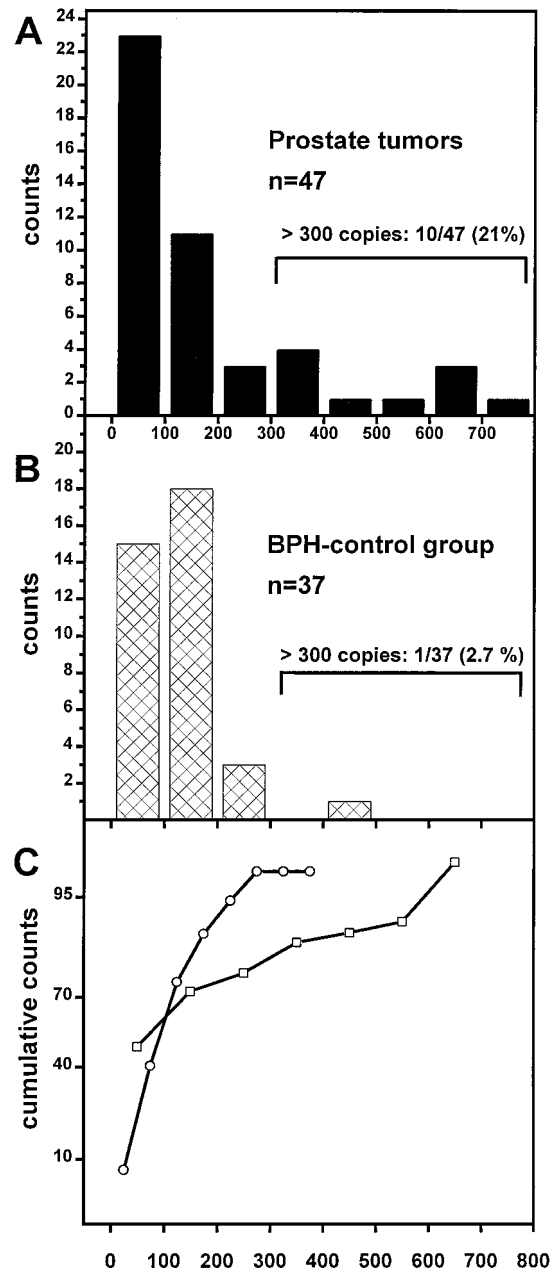 A
24
22
20
18
16
14
12
10
8
6
4
2
0
counts
Prostate tumors
n=47
> 300 copies: 10/47 (21%)
0 100 200 300 400 500 600 700
B
20
18
16
14
12
10
8
6
4
2
counts
BPH-control group
n=37
> 300 copies: 1/37 (2.7 %)
C
95
70
40
10
cumulative counts
0 100 200 300 400 500 600 700 800